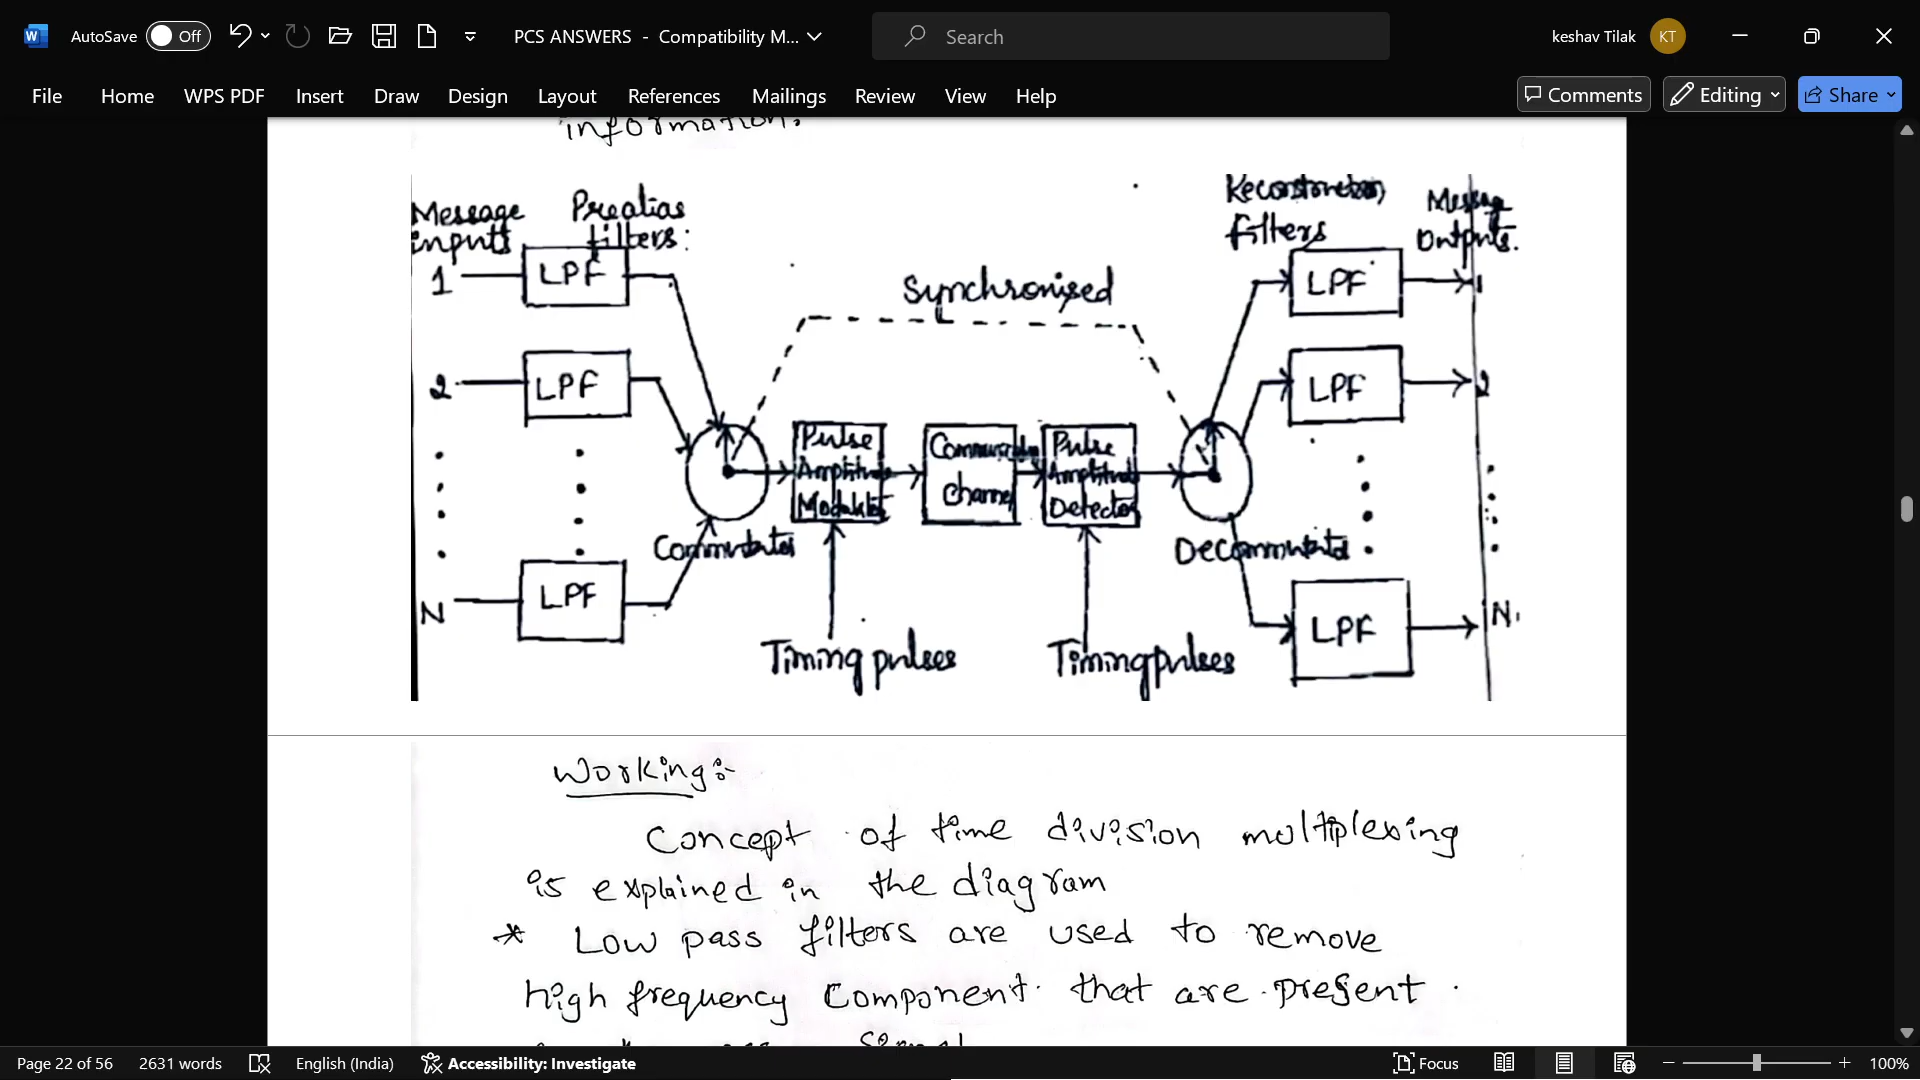 AutoSave Off
PCS ANSWERS - Compatibility M...
Search
keshav Tilak KT
File Home WPS PDF Insert Draw Design Layout References Mailings Review View Help
Comments Editing Share
information.
Message inputs
Prealias filters:
Reconstruction filters
Message Outputs.
1 LPF
Synchronised
LPF 1
2 LPF
LPF 2
Pulse Amplitude Modulator
Communication Channel
Pulse Amplitude Detector
Commutator
Decommutator
N LPF
LPF N.
Timing pulses
Timing pulses
Working:-
Concept of time division multiplexing
is explained in the diagram
* Low pass filters are used to remove
high frequency component that are present
signal
Page 22 of 56 2631 words English (India) Accessibility: Investigate
Focus 100%